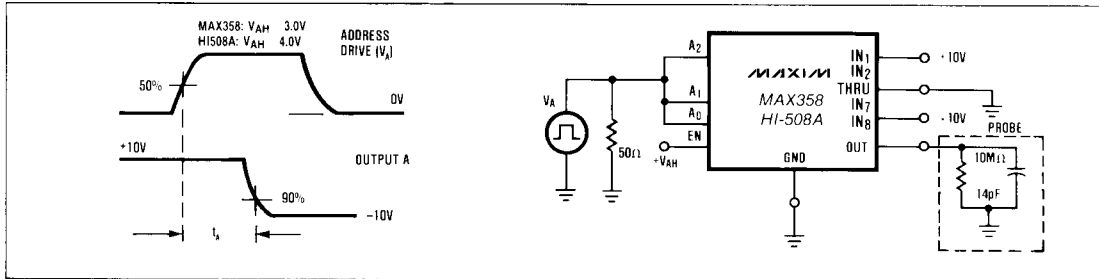 MAX358: VAH 3.0V
HI508A: VAH 4.0V
ADDRESS
DRIVE (VA)
50%
0V
+10V
OUTPUT A
90%
-10V
tA
VA
50Ω
A2
A1
A0
EN
+VAH
MAXIM
MAX358
HI-508A
GND
IN1
IN2
THRU
IN7
IN8
OUT
+10V
-10V
PROBE
10MΩ
14pF